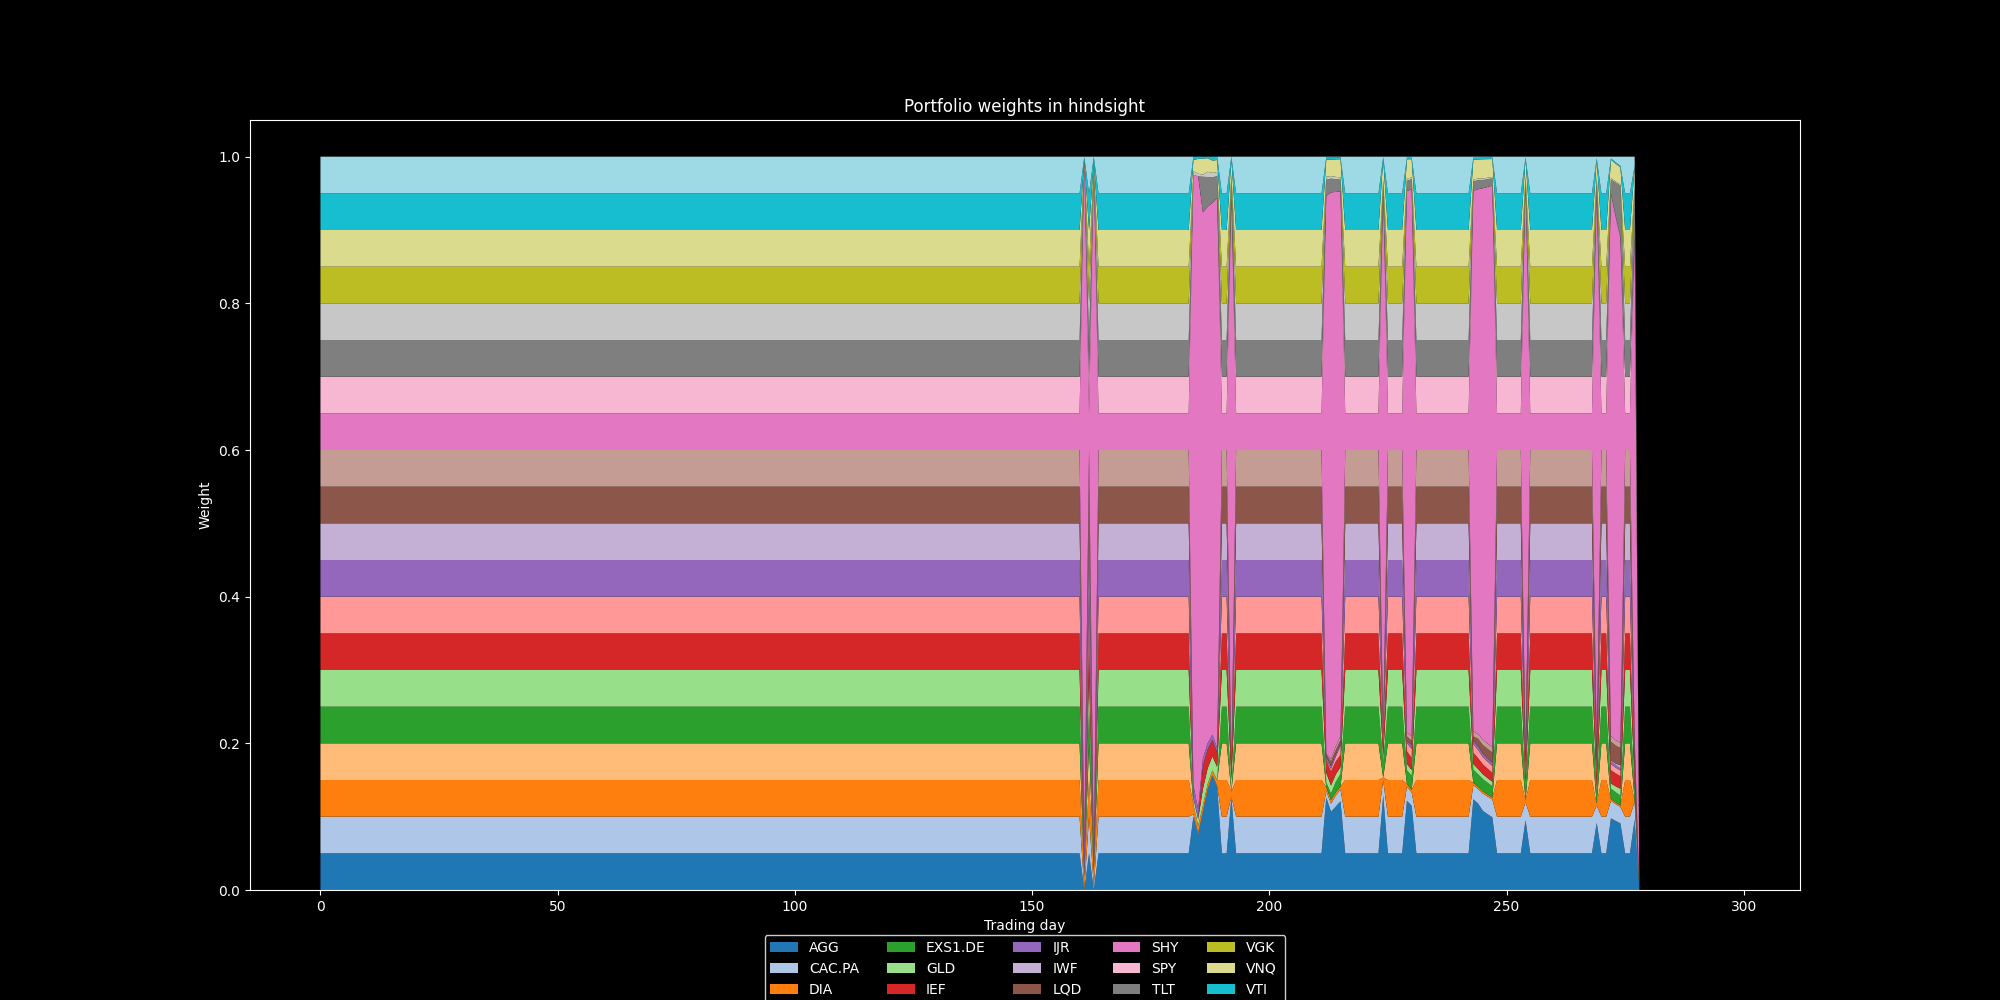 Portfolio weights in hindsight
1.0
0.8
0.6
0.4
0.2
0.0
Weight
0 50 100 150 200 250 300
Trading day
AGG EXS1.DE IJR SHY VGK
CAC.PA GLD IWF SPY VNQ
DIA IEF LQD TLT VTI